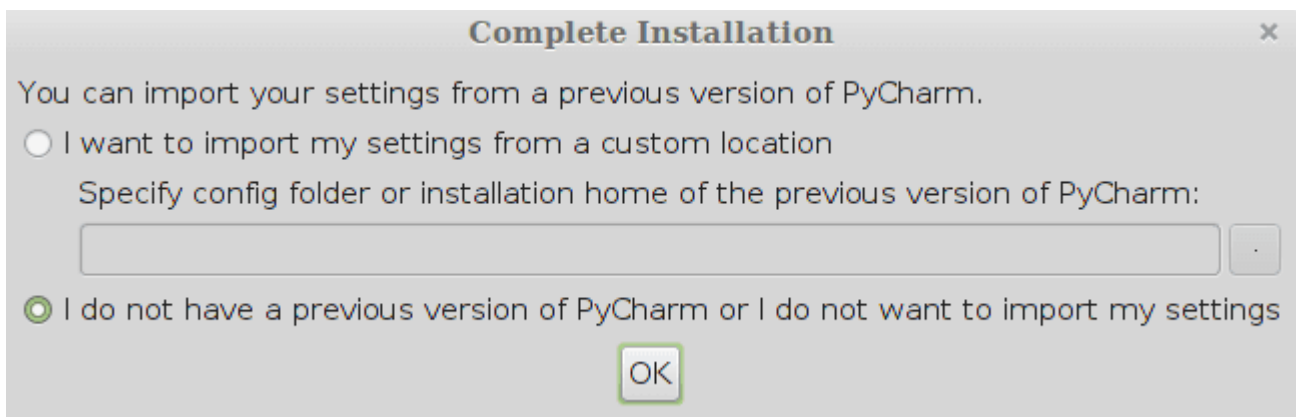 Complete Installation
You can import your settings from a previous version of PyCharm.
I want to import my settings from a custom location
Specify config folder or installation home of the previous version of PyCharm:
.
I do not have a previous version of PyCharm or I do not want to import my settings
OK